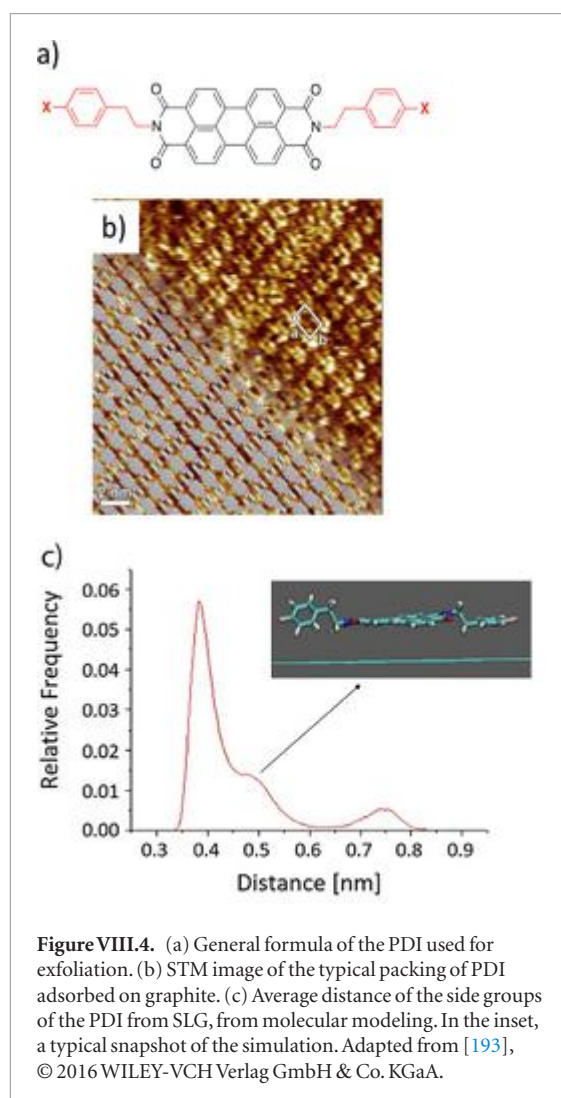 a)
X
N
O
O
O
O
N
X
b)
a
b
c)
Relative Frequency
0.06
0.05
0.04
0.03
0.02
0.01
0.00
0.3 0.4 0.5 0.6 0.7 0.8 0.9
Distance [nm]
Figure VIII.4. (a) General formula of the PDI used for
exfoliation. (b) STM image of the typical packing of PDI
adsorbed on graphite. (c) Average distance of the side groups
of the PDI from SLG, from molecular modeling. In the inset,
a typical snapshot of the simulation. Adapted from [193],
© 2016 WILEY-VCH Verlag GmbH & Co. KGaA.